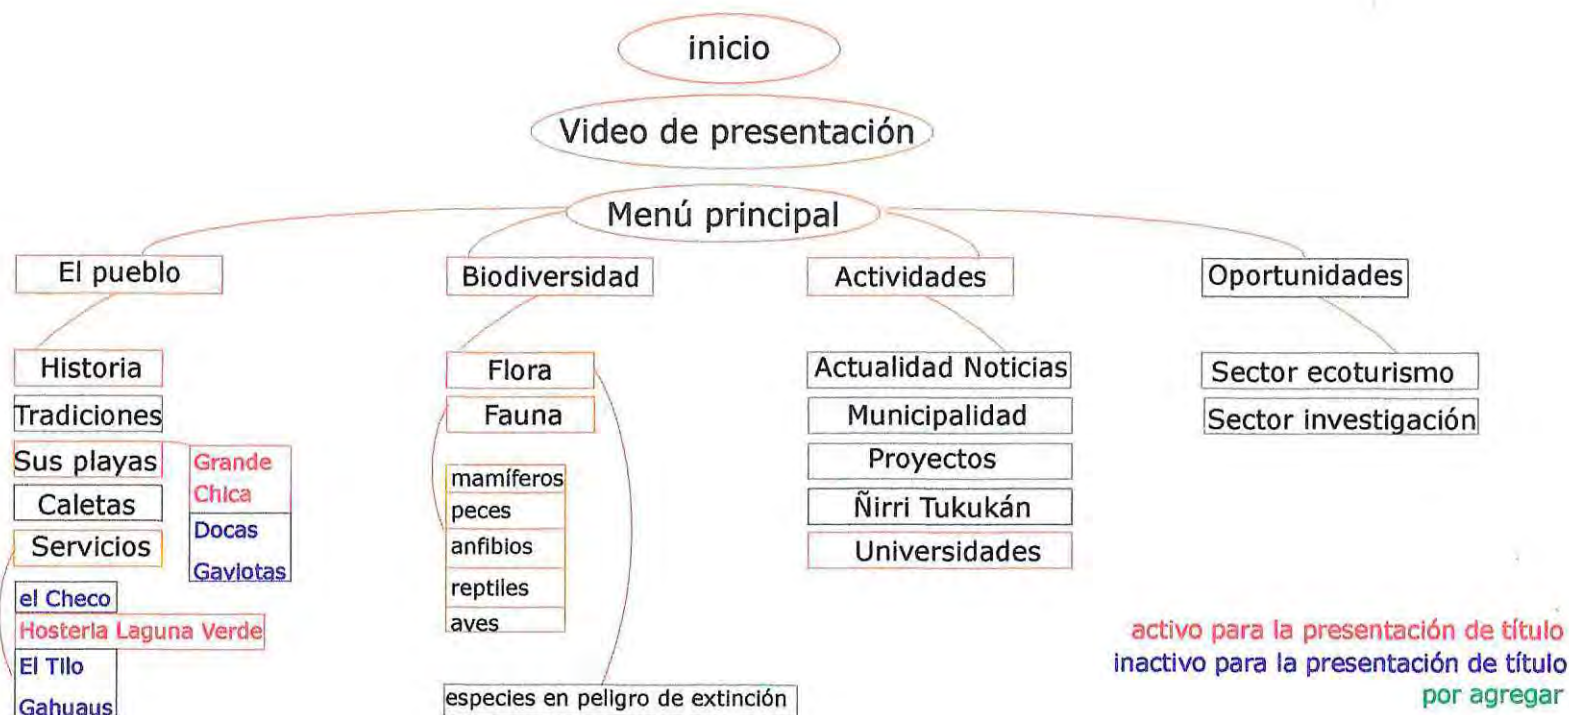 inicio
Video de presentación
Menú principal
El pueblo
Biodiversidad
Actividades
Oportunidades
Historia
Tradiciones
Sus playas
Grande
Chica
Docas
Gaviotas
Caletas
Servicios
el Checo
Hosteria Laguna Verde
El Tilo
Gahuaus
Flora
Fauna
mamíferos
peces
anfibios
reptiles
aves
especies en peligro de extinción
Actualidad Noticias
Municipalidad
Proyectos
Ñirri Tukukán
Universidades
Sector ecoturismo
Sector investigación
activo para la presentación de título
inactivo para la presentación de título
por agregar